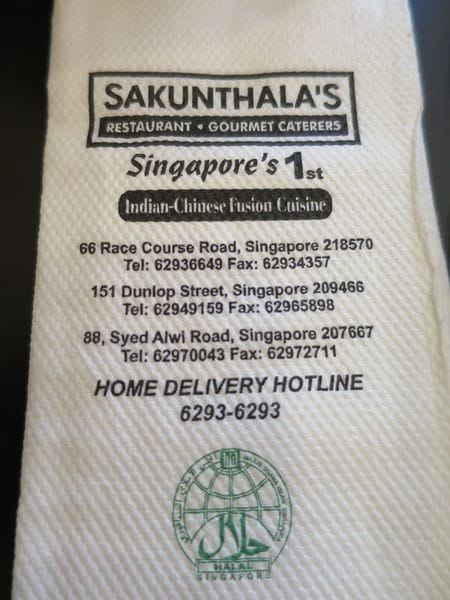 SAKUNTHALA'S
RESTAURANT • GOURMET CATERERS
Singapore's 1st
Indian-Chinese Fusion Cuisine
66 Race Course Road, Singapore 218570
Tel: 62936649 Fax: 62934357
151 Dunlop Street, Singapore 209466
Tel: 62949159 Fax: 62965898
88, Syed Alwi Road, Singapore 207667
Tel: 62970043 Fax: 62972711
HOME DELIVERY HOTLINE
6293-6293
حلال
HALAL
SINGAPORE